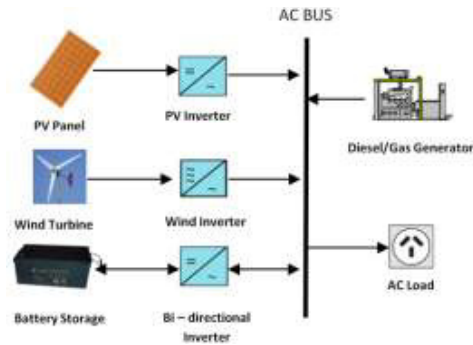 AC BUS
PV Panel
PV Inverter
Diesel/Gas Generator
Wind Turbine
Wind Inverter
Battery Storage
Bi – directional
Inverter
AC Load